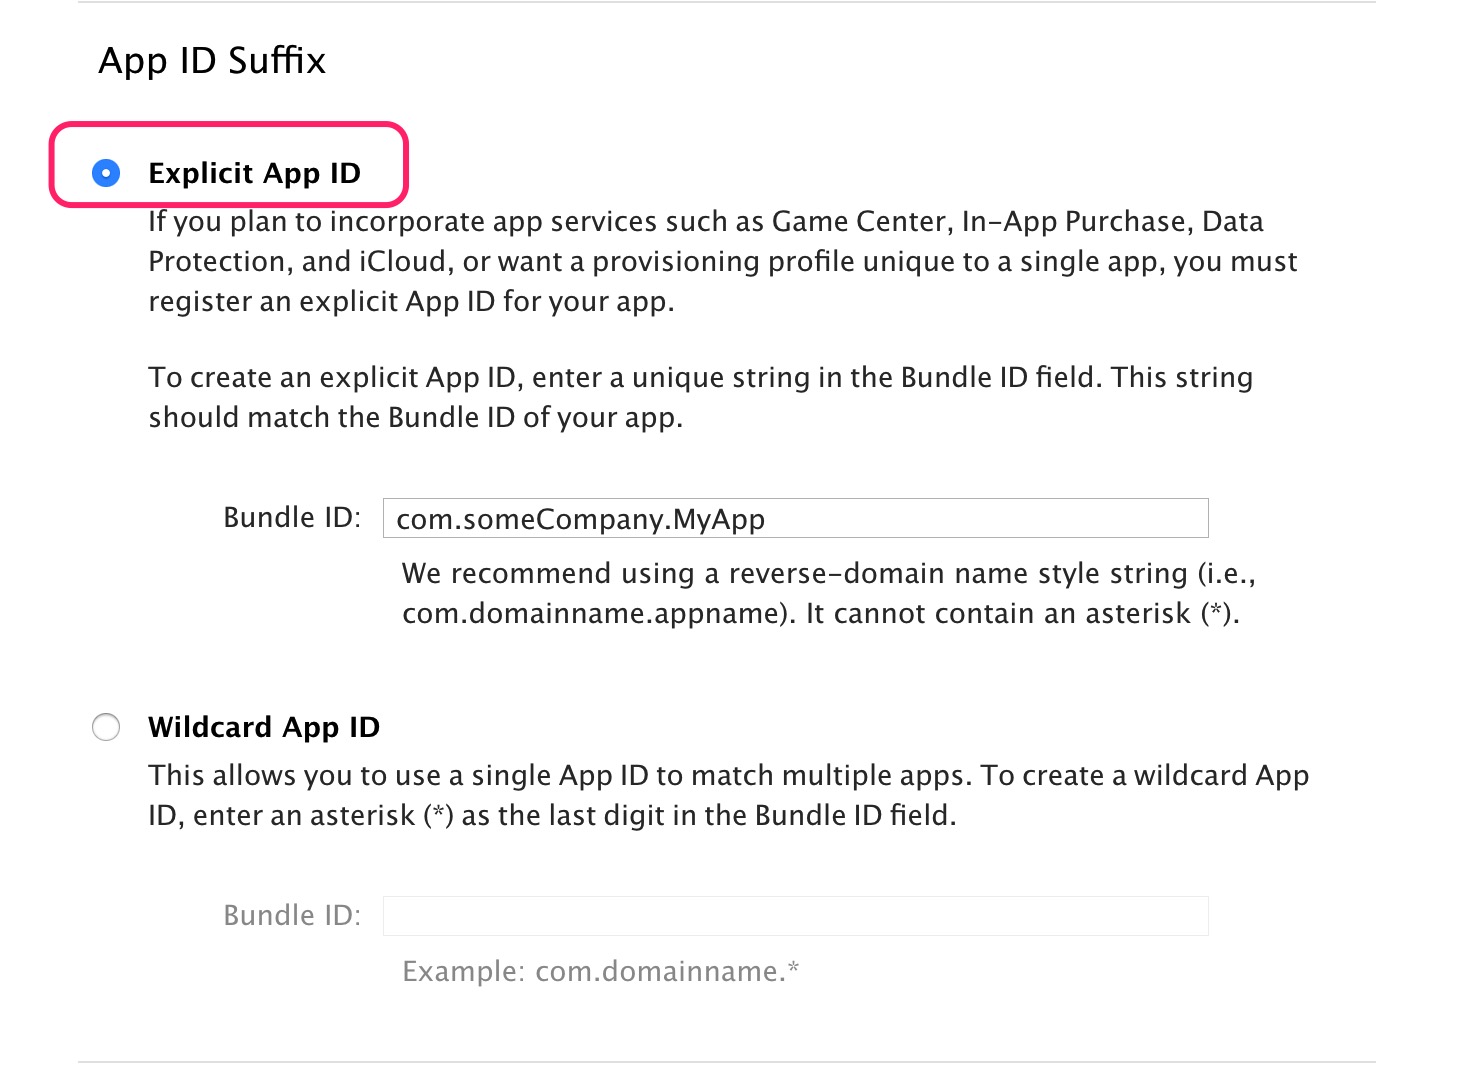 App ID Suffix
Explicit App ID
If you plan to incorporate app services such as Game Center, In-App Purchase, Data
Protection, and iCloud, or want a provisioning profile unique to a single app, you must
register an explicit App ID for your app.
To create an explicit App ID, enter a unique string in the Bundle ID field. This string
should match the Bundle ID of your app.
Bundle ID: com.someCompany.MyApp
We recommend using a reverse-domain name style string (i.e.,
com.domainname.appname). It cannot contain an asterisk (*).
Wildcard App ID
This allows you to use a single App ID to match multiple apps. To create a wildcard App
ID, enter an asterisk (*) as the last digit in the Bundle ID field.
Bundle ID:
Example: com.domainname.*